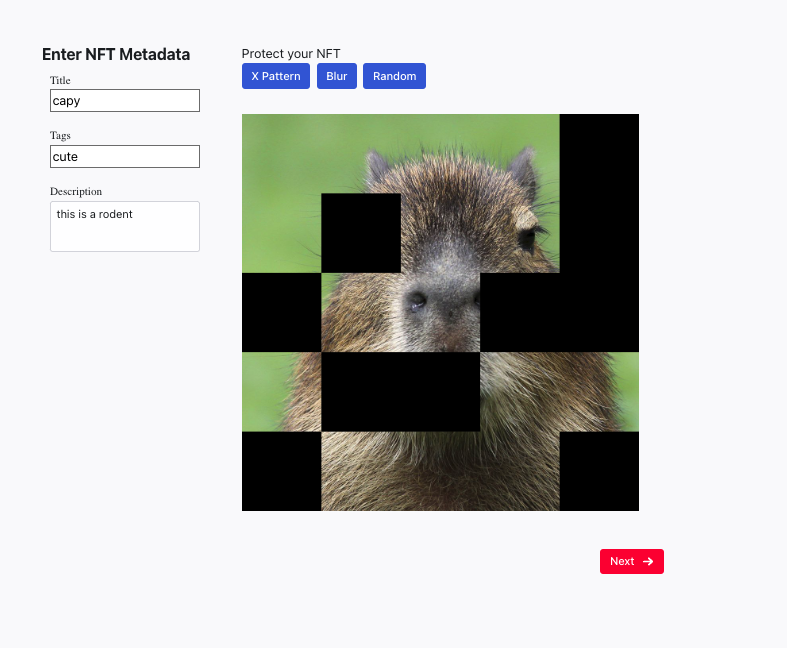 Enter NFT Metadata
Title
capy
Tags
cute
Description
this is a rodent
Protect your NFT
X Pattern Blur Random
Next →